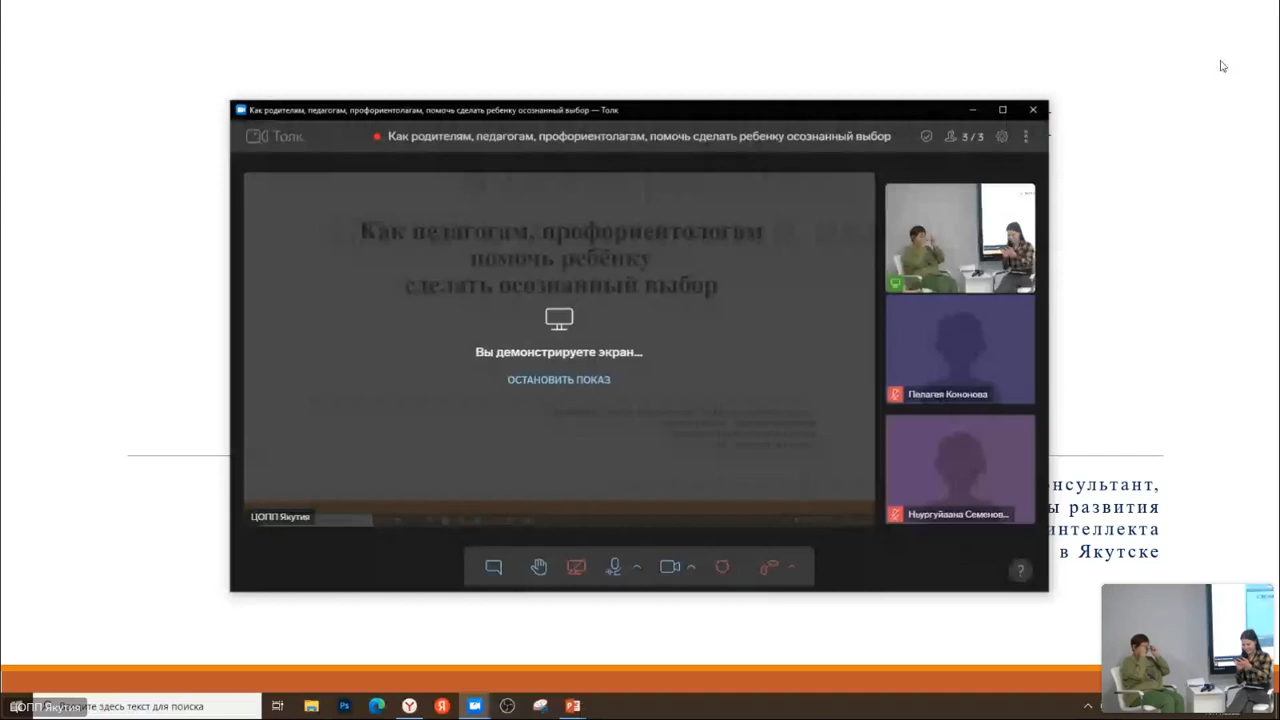 Как родителям, педагогам, профориентолагам, помочь сделать ребенку осознанный выбор — Толк
Толк
Как родителям, педагогам, профориентолагам, помочь сделать ребенку осознанный выбор
3 / 3
Как педагогам, профориентологам
помочь ребёнку
сделать осознанный выбор
Вы демонстрируете экран...
ОСТАНОВИТЬ ПОКАЗ
Пелагея Кононова
Ньургуйаана Семенов...
ЦОПП Якутия
?
нсультант,
ы развития
интеллекта
в Якутске
ЦОПП Якутия
те здесь текст для поиска